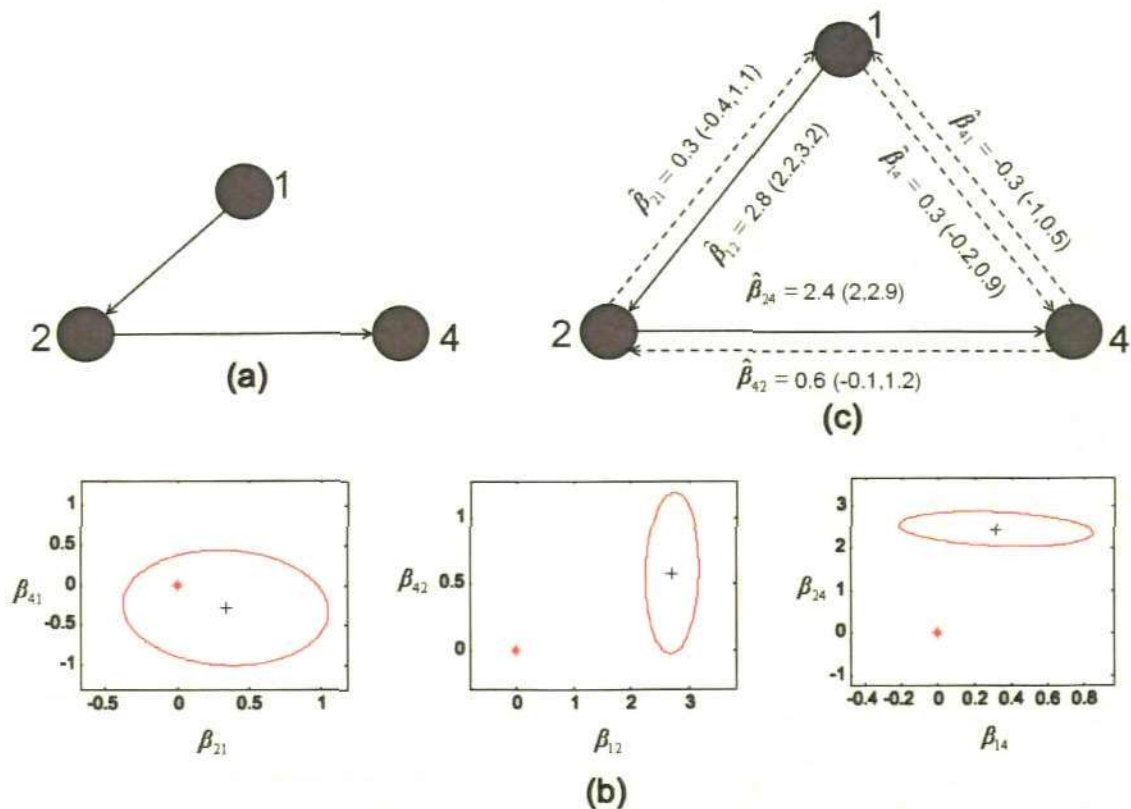 1
2
4
(a)
1
2
4
β̂₂₁ = 0.3 (-0.4,1.1)
β̂₁₂ = 2.8 (2.2,3.2)
β̂₄₁ = -0.3 (-1,0.5)
β̂₁₄ = 0.3 (-0.2,0.9)
β̂₂₄ = 2.4 (2,2.9)
β̂₄₂ = 0.6 (-0.1,1.2)
(c)
β₄₁
1
0.5
0
-0.5
-1
-0.5 0 0.5 1
β₂₁
β₄₂
1
0.5
0
0 1 2 3
β₁₂
β₂₄
3
2
1
0
-1
-0.4 -0.2 0 0.2 0.4 0.6 0.8
β₁₄
(b)